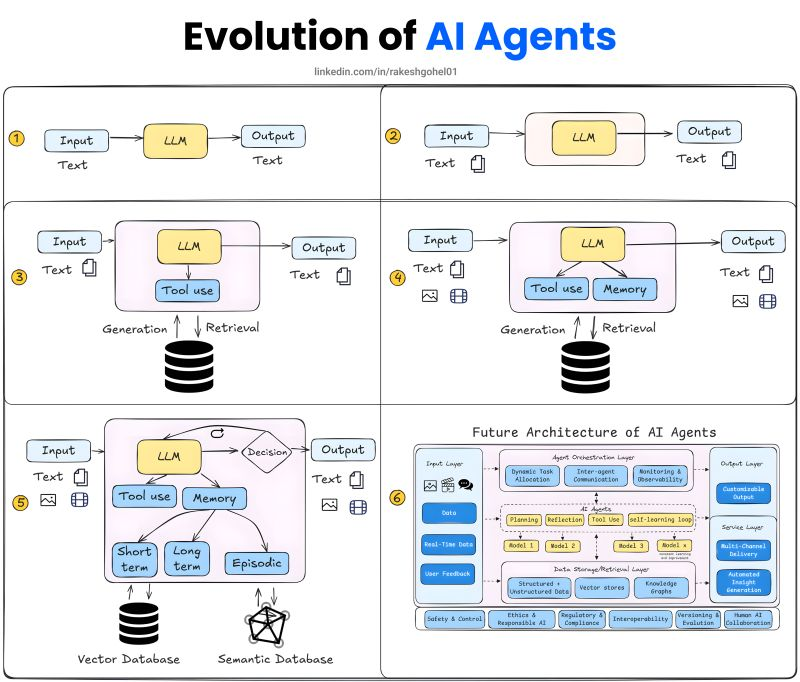 Evolution of AI Agents
linkedin.com/in/rakeshgohel01
1
Input
LLM
Output
Text
Text
2
Input
LLM
Output
Text
Text
3
Input
LLM
Output
Text
Text
Tool use
Generation
Retrieval
4
Input
LLM
Output
Text
Text
Tool use
Memory
Generation
Retrieval
5
Input
LLM
Decision
Output
Text
Text
Tool use
Memory
Short
term
Long
term
Episodic
Vector Database
Semantic Database
6
Future Architecture of AI Agents
Input Layer
Data
Real-Time Data
User Feedback
Agent Orchestration Layer
Dynamic Task
Allocation
Inter-agent
Communication
Monitoring &
Observability
AI Agents
Planning
Reflection
Tool Use
self-learning loop
Model 1
Model 2
Model 3
Model x
constant learning
and improvement
Data Storage/Retrieval Layer
Structured +
Unstructured Data
Vector stores
Knowledge
Graphs
Output Layer
Customizable
Output
Service Layer
Multi-Channel
Delivery
Automated
Insight
Generation
Safety & Control
Ethics &
Responsible AI
Regulatory &
Compliance
Interoperability
Versioning &
Evalution
Human AI
Collaboration